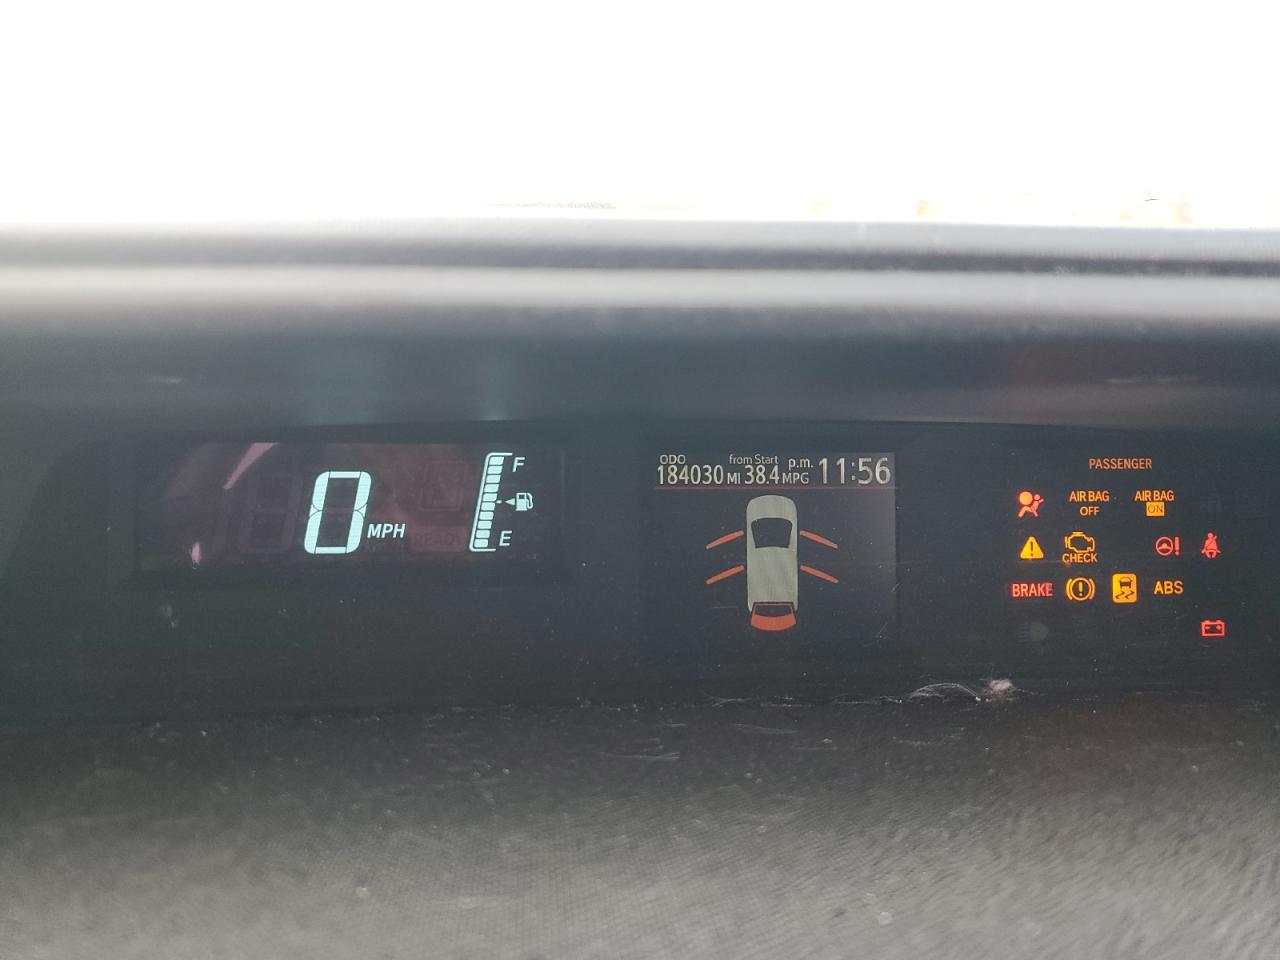 0 MPH
F
E
READY
ODO from Start p.m.
184030 MI 38.4 MPG 11:56
PASSENGER
AIR BAG OFF
AIR BAG ON
CHECK
BRAKE
ABS